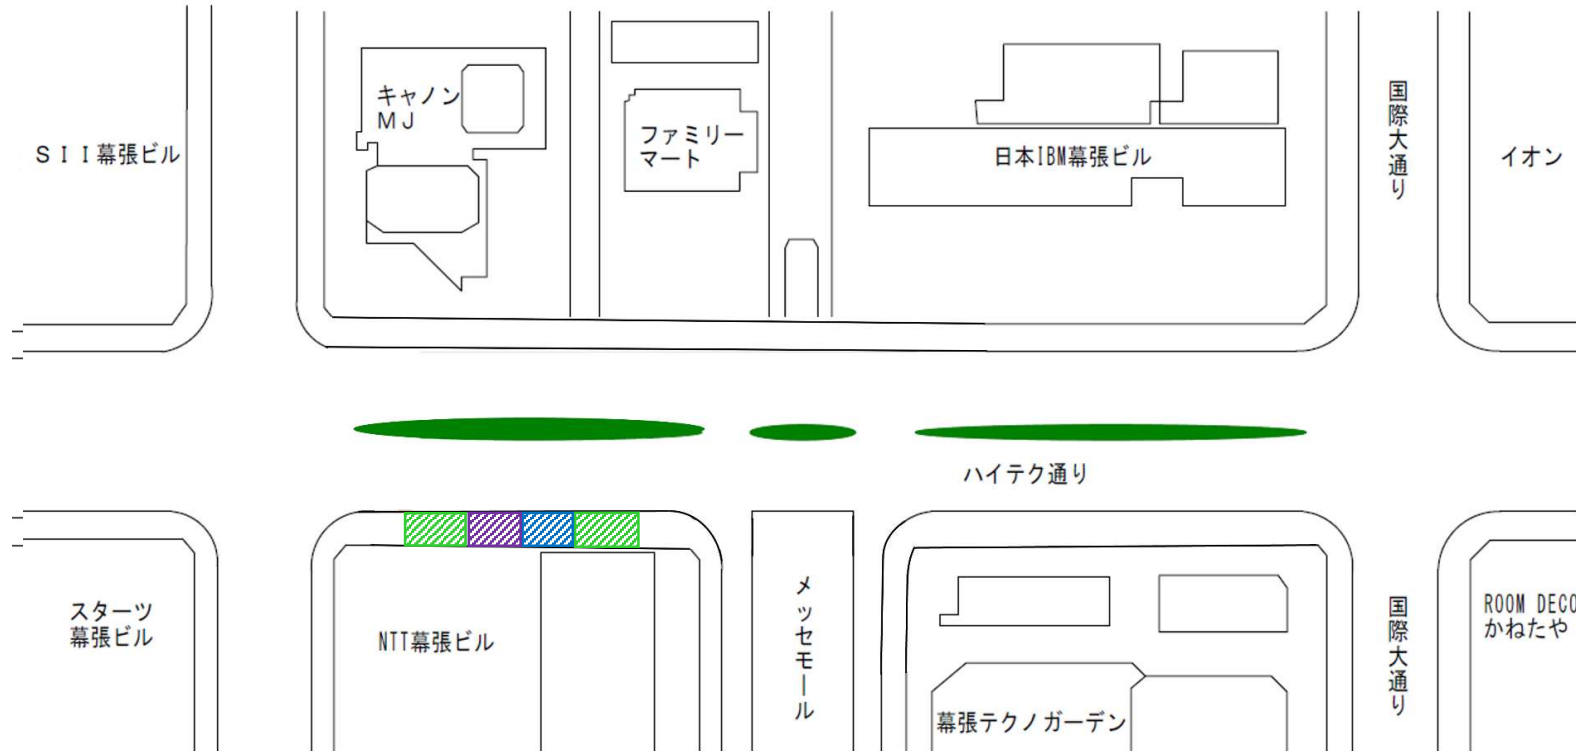 キャノン
MJ
ファミリー
マート
SII幕張ビル
日本IBM幕張ビル
国際大通り
イオン
ハイテク通り
スターツ
幕張ビル
NTT幕張ビル
メッセモール
幕張テクノガーデン
国際大通り
ROOM DECO
かねたや